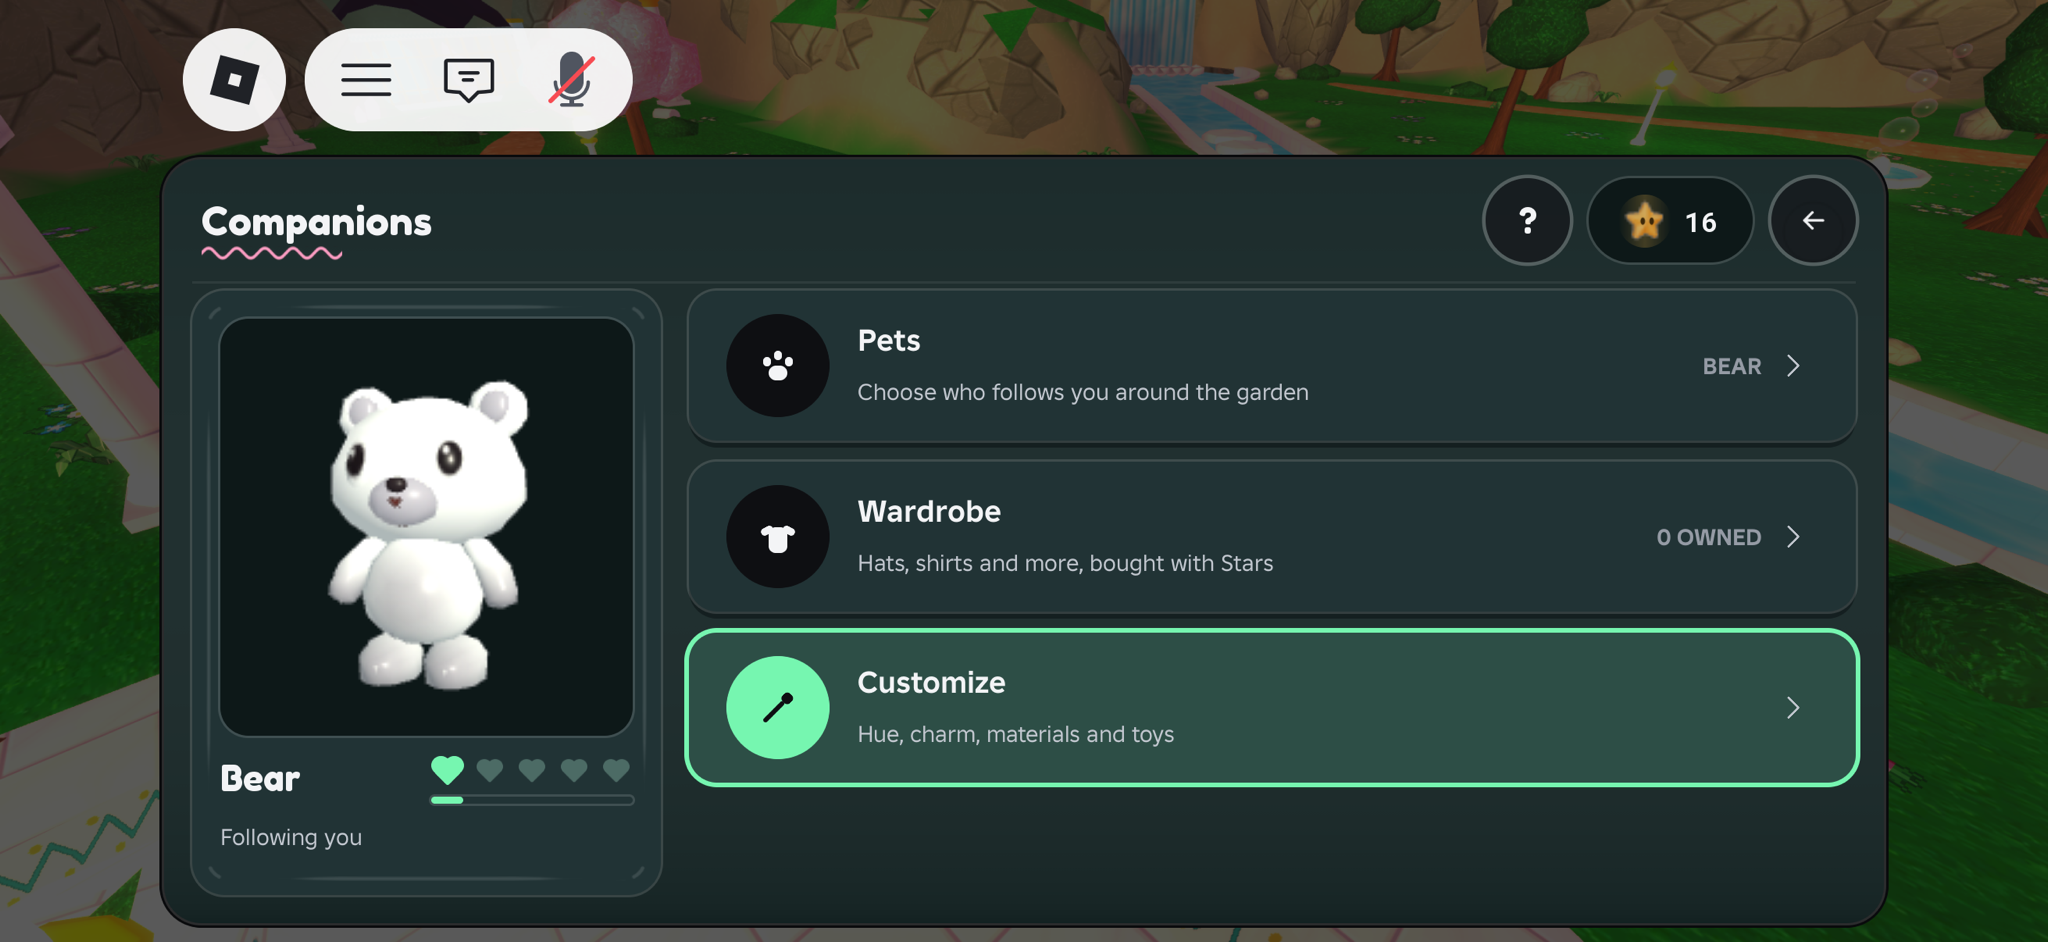 Companions
?
16
Pets
Choose who follows you around the garden
BEAR
Wardrobe
Hats, shirts and more, bought with Stars
0 OWNED
Customize
Hue, charm, materials and toys
Bear
Following you